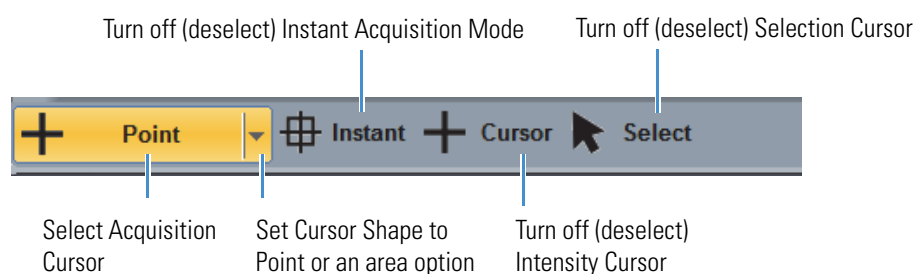 Turn off (deselect) Instant Acquisition Mode Turn off (deselect) Selection Cursor
Point Instant Cursor Select
Select Acquisition Set Cursor Shape to Turn off (deselect)
Cursor Point or an area option Intensity Cursor